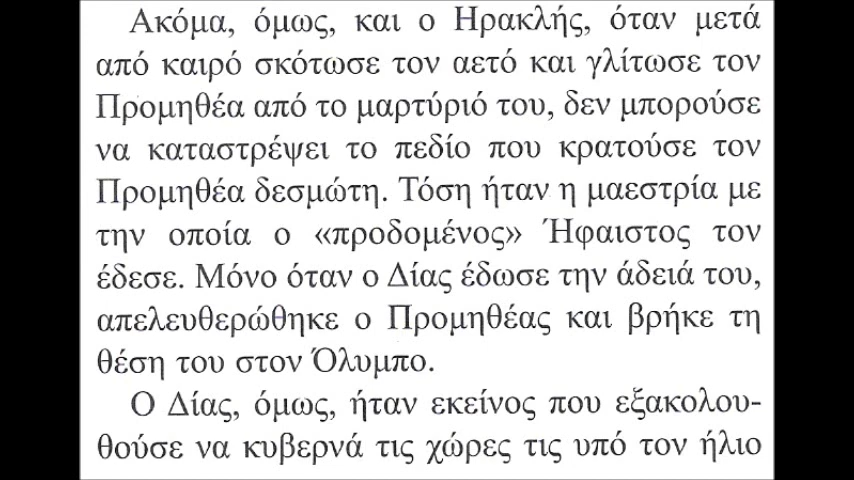 Ακόμα, όμως, και ο Ηρακλής, όταν μετά
από καιρό σκότωσε τον αετό και γλίτωσε τον
Προμηθέα από το μαρτύριό του, δεν μπορούσε
να καταστρέψει το πεδίο που κρατούσε τον
Προμηθέα δεσμώτη. Τόση ήταν η μαεστρία με
την οποία ο «προδομένος» Ήφαιστος τον
έδεσε. Μόνο όταν ο Δίας έδωσε την άδειά του,
απελευθερώθηκε ο Προμηθέας και βρήκε τη
θέση του στον Όλυμπο.
Ο Δίας, όμως, ήταν εκείνος που εξακολου-
θούσε να κυβερνά τις χώρες τις υπό τον ήλιο